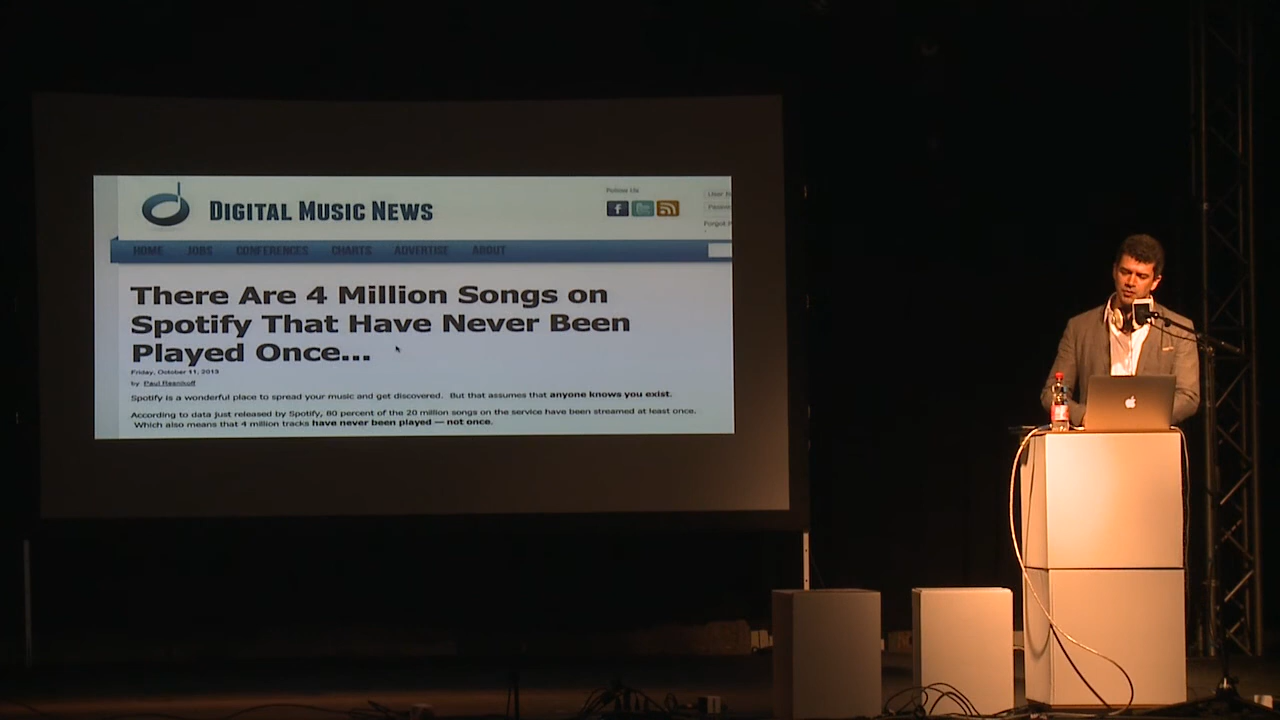 DIGITAL MUSIC NEWS
Follow Us
HOME JOBS CONFERENCES CHARTS ADVERTISE ABOUT
There Are 4 Million Songs on
Spotify That Have Never Been
Played Once...
Friday, October 11, 2013
by Paul Resnikoff
Spotify is a wonderful place to spread your music and get discovered. But that assumes that anyone knows you exist.
According to data just released by Spotify, 80 percent of the 20 million songs on the service have been streamed at least once.
Which also means that 4 million tracks have never been played — not once.